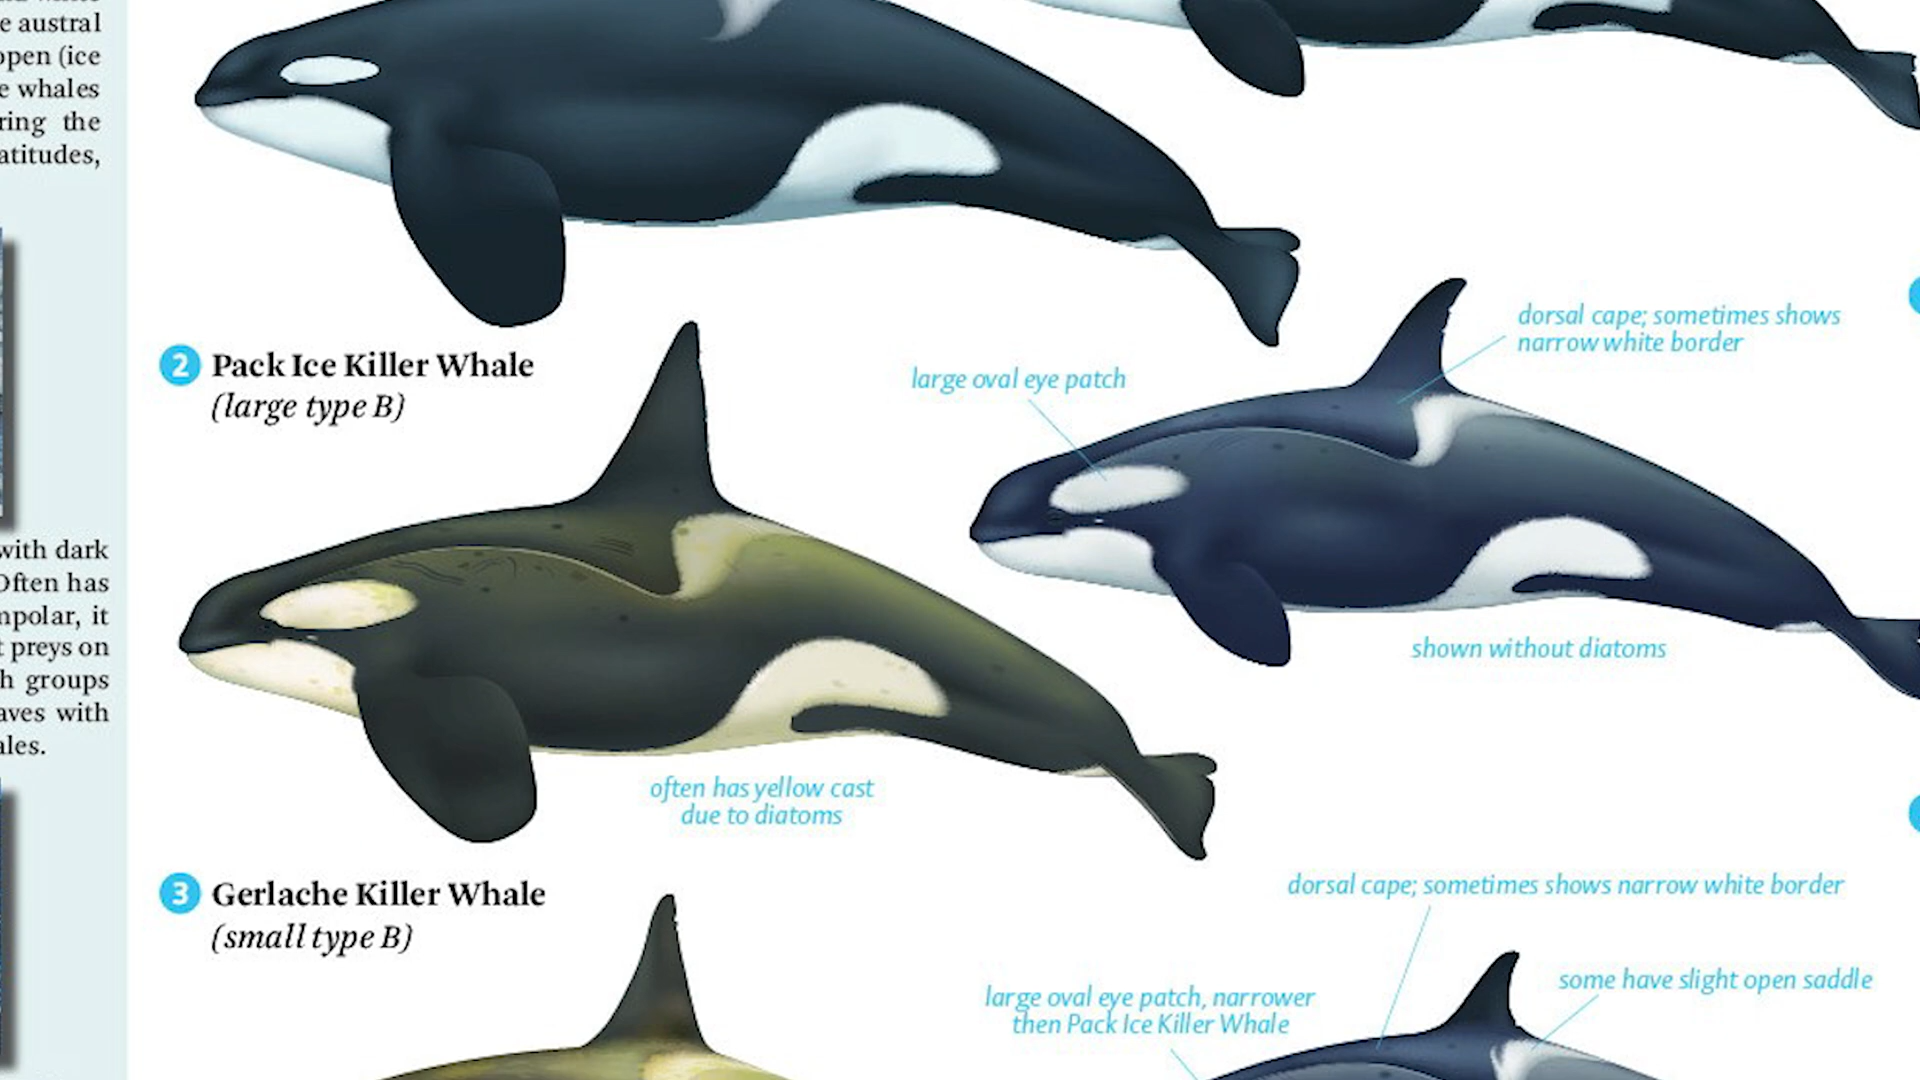 e austral
open (ice
e whales
ring the
atitudes,
with dark
Often has
mpolar, it
t preys on
h groups
aves with
ales.
2 Pack Ice Killer Whale
(large type B)
large oval eye patch
dorsal cape; sometimes shows
narrow white border
shown without diatoms
often has yellow cast
due to diatoms
3 Gerlache Killer Whale
(small type B)
dorsal cape; sometimes shows narrow white border
some have slight open saddle
large oval eye patch, narrower
then Pack Ice Killer Whale